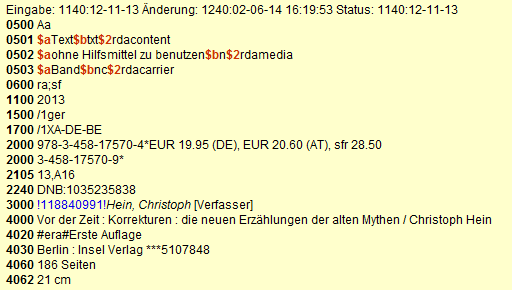 Eingabe: 1140:12-11-13 Änderung: 1240:02-06-14 16:19:53 Status: 1140:12-11-13
0500 Aa
0501 $aText$btxt$2rdacontent
0502 $aohne Hilfsmittel zu benutzen$bn$2rdamedia
0503 $aBand$bnc$2rdacarrier
0600 ra;sf
1100 2013
1500 /1ger
1700 /1XA-DE-BE
2000 978-3-458-17570-4*EUR 19.95 (DE), EUR 20.60 (AT), sfr 28.50
2000 3-458-17570-9*
2105 13,A16
2240 DNB:1035235838
3000 !118840991!Hein, Christoph [Verfasser]
4000 Vor der Zeit : Korrekturen : die neuen Erzählungen der alten Mythen / Christoph Hein
4020 #era#Erste Auflage
4030 Berlin : Insel Verlag ***5107848
4060 186 Seiten
4062 21 cm